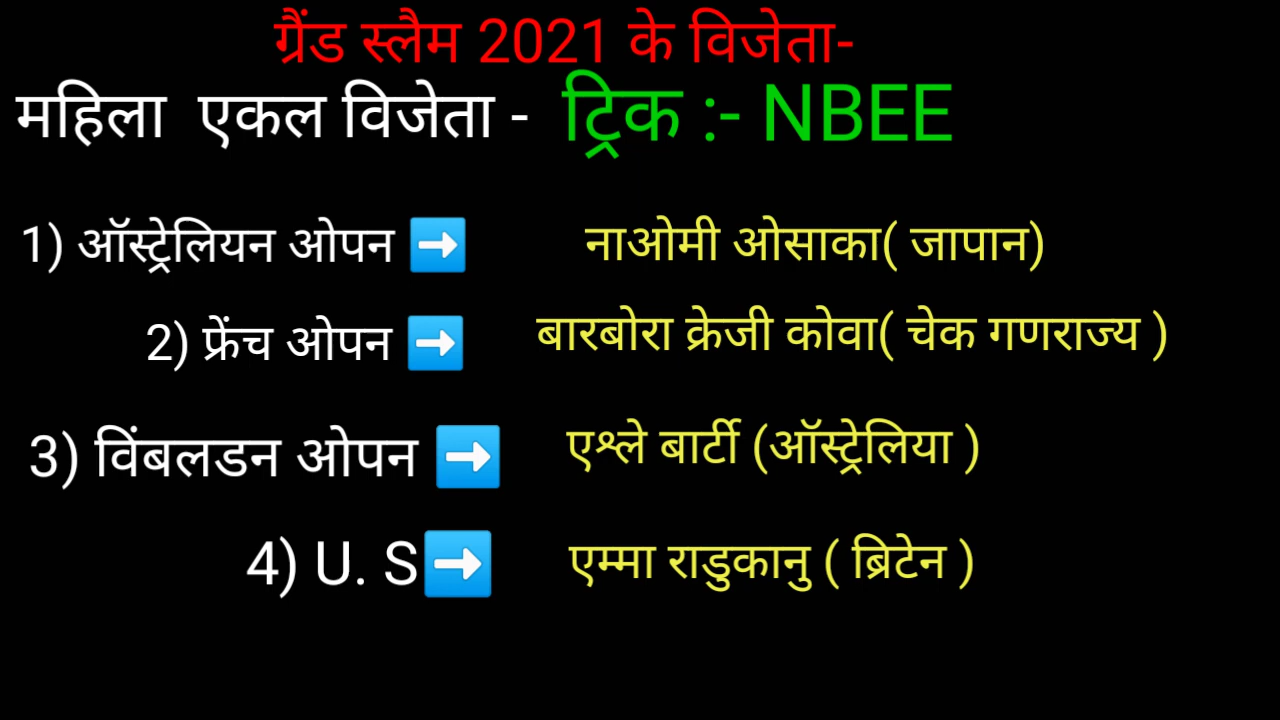 ग्रैंड स्लैम 2021 के विजेता-
महिला एकल विजेता - ट्रिक :- NBEE
1) ऑस्ट्रेलियन ओपन ➡️ नाओमी ओसाका( जापान)
2) फ्रेंच ओपन ➡️ बारबोरा क्रेजी कोवा( चेक गणराज्य )
3) विंबलडन ओपन ➡️ एश्ले बार्टी (ऑस्ट्रेलिया )
4) U. S➡️ एम्मा राडुकानु ( ब्रिटेन )